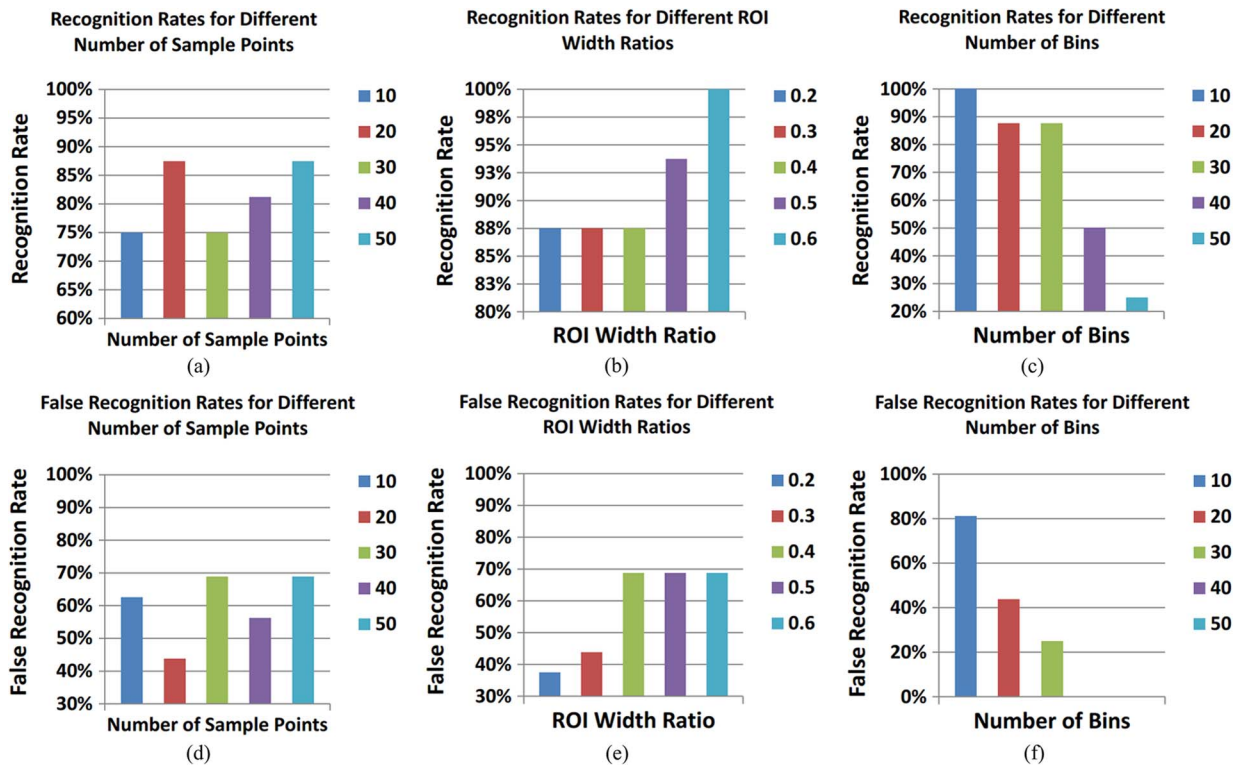 Recognition Rates for Different
Number of Sample Points
Recognition Rate
100%
95%
90%
85%
80%
75%
70%
65%
60%
10
20
30
40
50
Number of Sample Points
(a)
Recognition Rates for Different ROI
Width Ratios
Recognition Rate
100%
98%
95%
93%
90%
88%
85%
83%
80%
0.2
0.3
0.4
0.5
0.6
ROI Width Ratio
(b)
Recognition Rates for Different
Number of Bins
Recognition Rate
100%
90%
80%
70%
60%
50%
40%
30%
20%
10
20
30
40
50
Number of Bins
(c)
False Recognition Rates for Different
Number of Sample Points
False Recognition Rate
100%
90%
80%
70%
60%
50%
40%
30%
10
20
30
40
50
Number of Sample Points
(d)
False Recognition Rates for Different
ROI Width Ratios
False Recognition Rate
100%
90%
80%
70%
60%
50%
40%
30%
0.2
0.3
0.4
0.5
0.6
ROI Width Ratio
(e)
False Recognition Rates for Different
Number of Bins
False Recognition Rate
100%
80%
60%
40%
20%
0%
10
20
30
40
50
Number of Bins
(f)